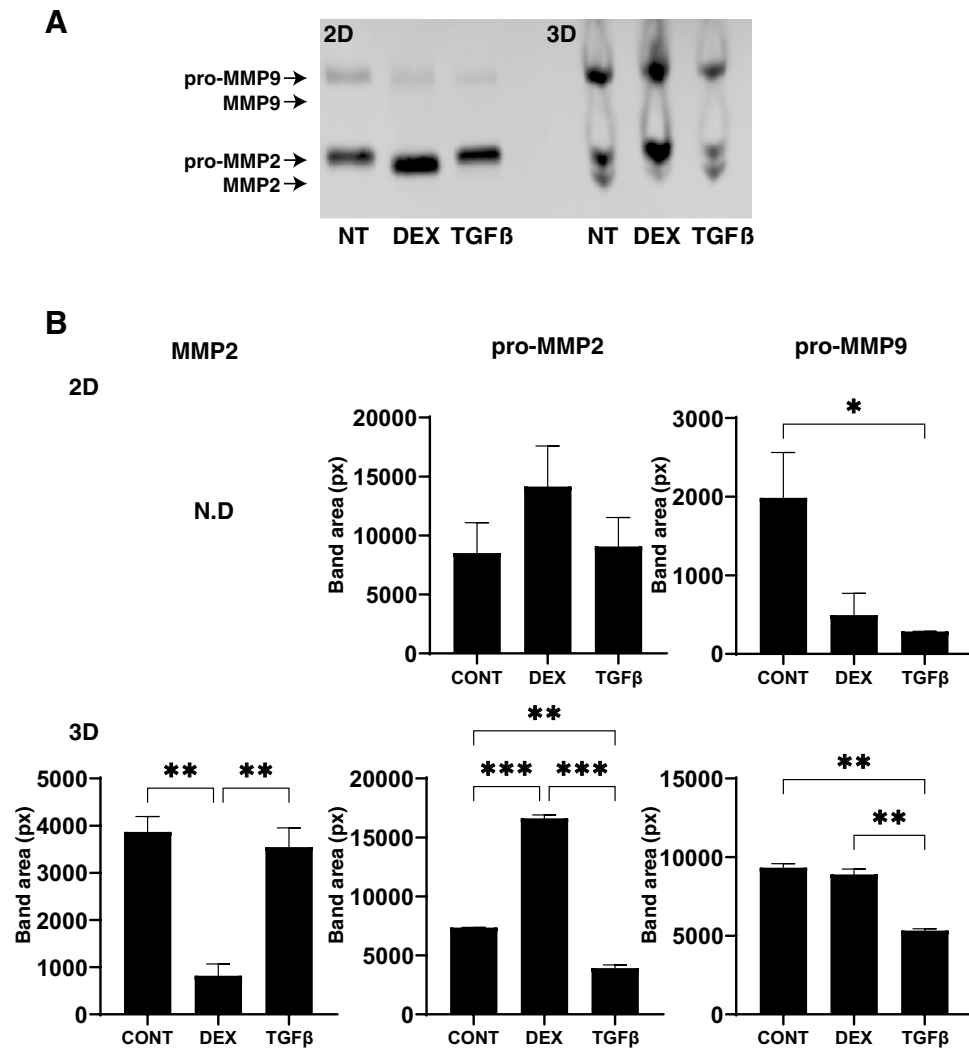 A
2D 3D
pro-MMP9
MMP9
pro-MMP2
MMP2
NT DEX TGFß NT DEX TGFß
B
MMP2 pro-MMP2 pro-MMP9
2D
N.D
Band area (px)
20000
15000
10000
5000
0
CONT DEX TGFβ
Band area (px)
3000
2000
1000
0
CONT DEX TGFβ
*
3D
Band area (px)
5000
4000
3000
2000
1000
0
CONT DEX TGFβ
** **
Band area (px)
20000
15000
10000
5000
0
CONT DEX TGFβ
**
*** ***
Band area (px)
15000
10000
5000
0
CONT DEX TGFβ
**
**